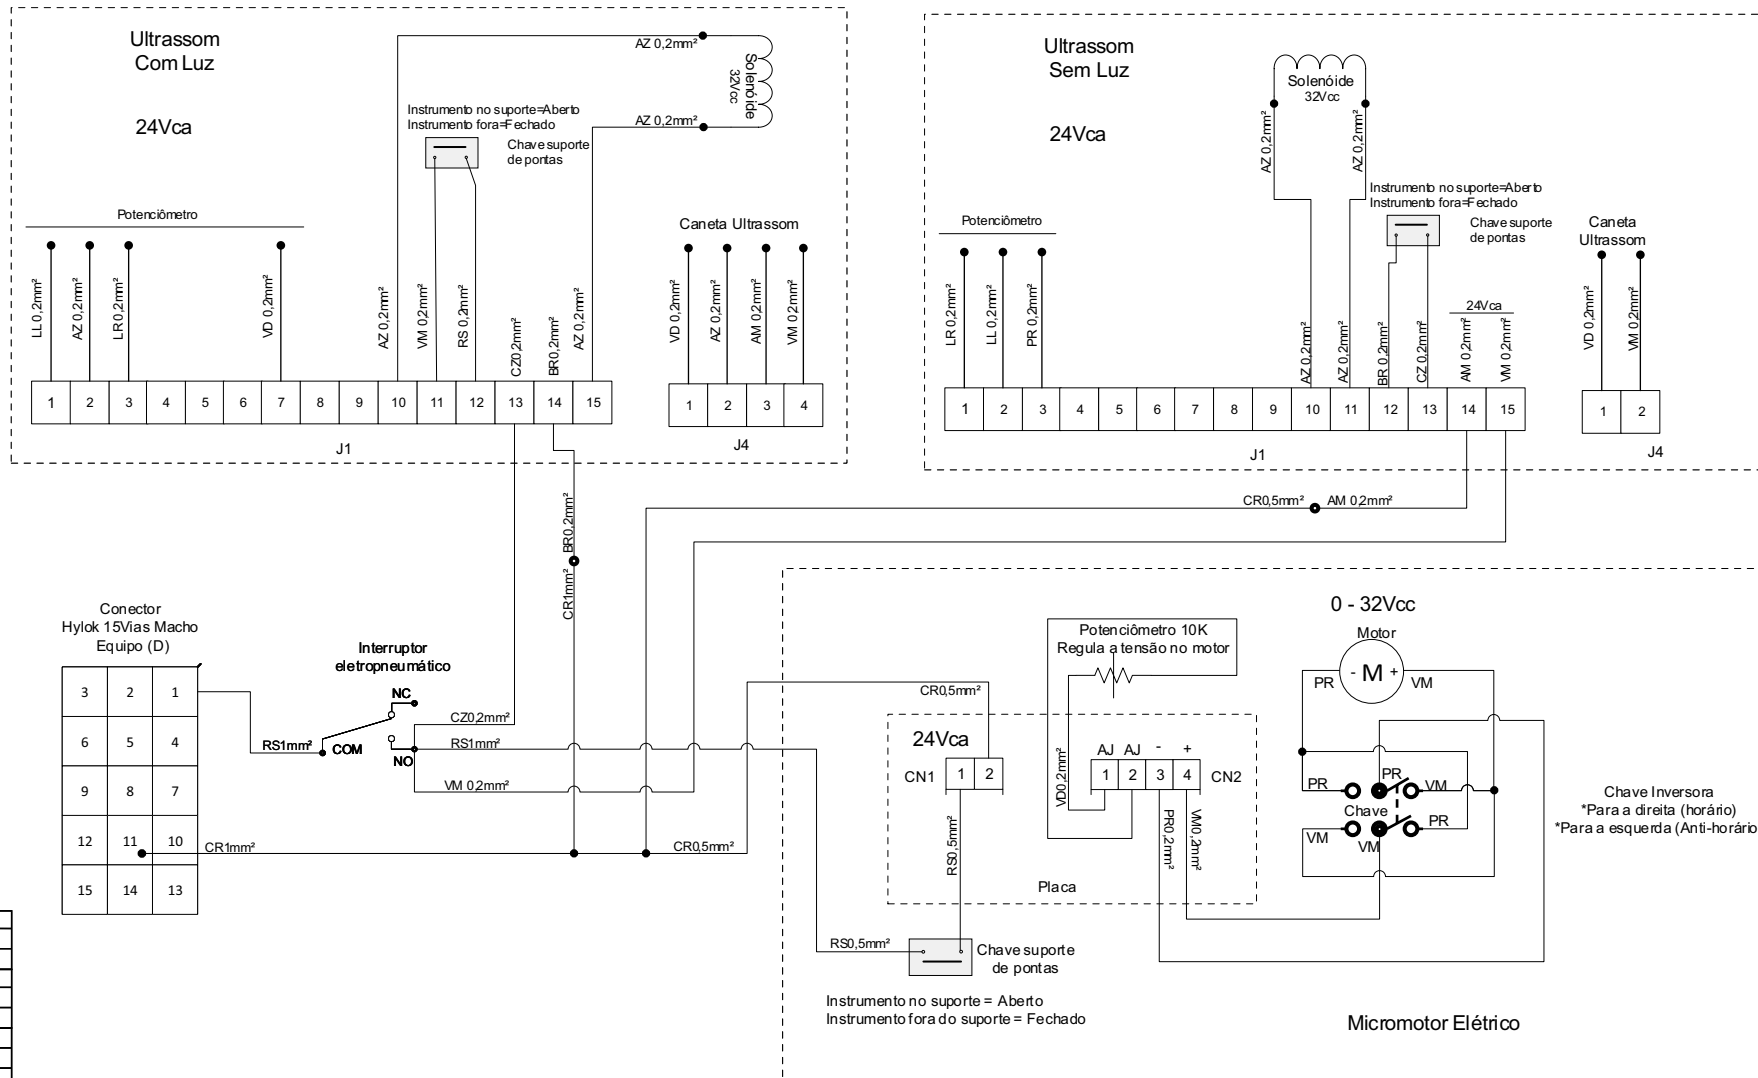 Ultrassom
Com Luz
24Vca
AZ 0,2mm²
Solenóide
32Vcc
AZ 0,2mm²
Instrumento no suporte=Aberto
Instrumento fora=Fechado
Chave suporte
de pontas
Potenciômetro
LL 0,2mm²
AZ 0,2mm²
LR 0,2mm²
VD 0,2mm²
AZ 0,2mm²
VM 0,2mm²
RS 0,2mm²
CZ0,2mm²
BR0,2mm²
AZ 0,2mm²
1 2 3 4 5 6 7 8 9 10 11 12 13 14 15
J1
Caneta Ultrassom
VD 0,2mm²
AZ 0,2mm²
AM 0,2mm²
VM 0,2mm²
1 2 3 4
J4
Ultrassom
Sem Luz
24Vca
Solenóide
32Vcc
AZ 0,2mm²
AZ 0,2mm²
Instrumento no suporte=Aberto
Instrumento fora=Fechado
Chave suporte
de pontas
Potenciômetro
LR 0,2mm²
LL 0,2mm²
PR 0,2mm²
AZ 0,2mm²
AZ 0,2mm²
BR 0,2mm²
CZ 0,2mm²
24Vca
AM 0,2mm²
VM 0,2mm²
1 2 3 4 5 6 7 8 9 10 11 12 13 14 15
J1
Caneta
Ultrassom
VD 0,2mm²
VM 0,2mm²
1 2
J4
CR0,5mm² AM 0,2mm²
BR0,2mm²
CR1mm²
Conector
Hylok 15Vias Macho
Equipo (D)
3 2 1
6 5 4
9 8 7
12 11 10
15 14 13
Interruptor
eletropneumático
NC
COM
NO
RS1mm²
CZ0,2mm²
RS1mm²
VM 0,2mm²
CR1mm²
CR0,5mm²
CR0,5mm²
24Vca
CN1 1 2
RS0,5mm²
Potenciômetro 10K
Regula a tensão no motor
VD0,2mm²
AJ AJ - +
1 2 3 4 CN2
PR0,2mm²
VM0,2mm²
Placa
RS0,5mm²
Chave suporte
de pontas
Instrumento no suporte = Aberto
Instrumento fora do suporte = Fechado
0 - 32Vcc
Motor
- M +
PR VM
PR PR VM
Chave
VM VM PR
Chave Inversora
*Para a direita (horário)
*Para a esquerda (Anti-horário
Micromotor Elétrico